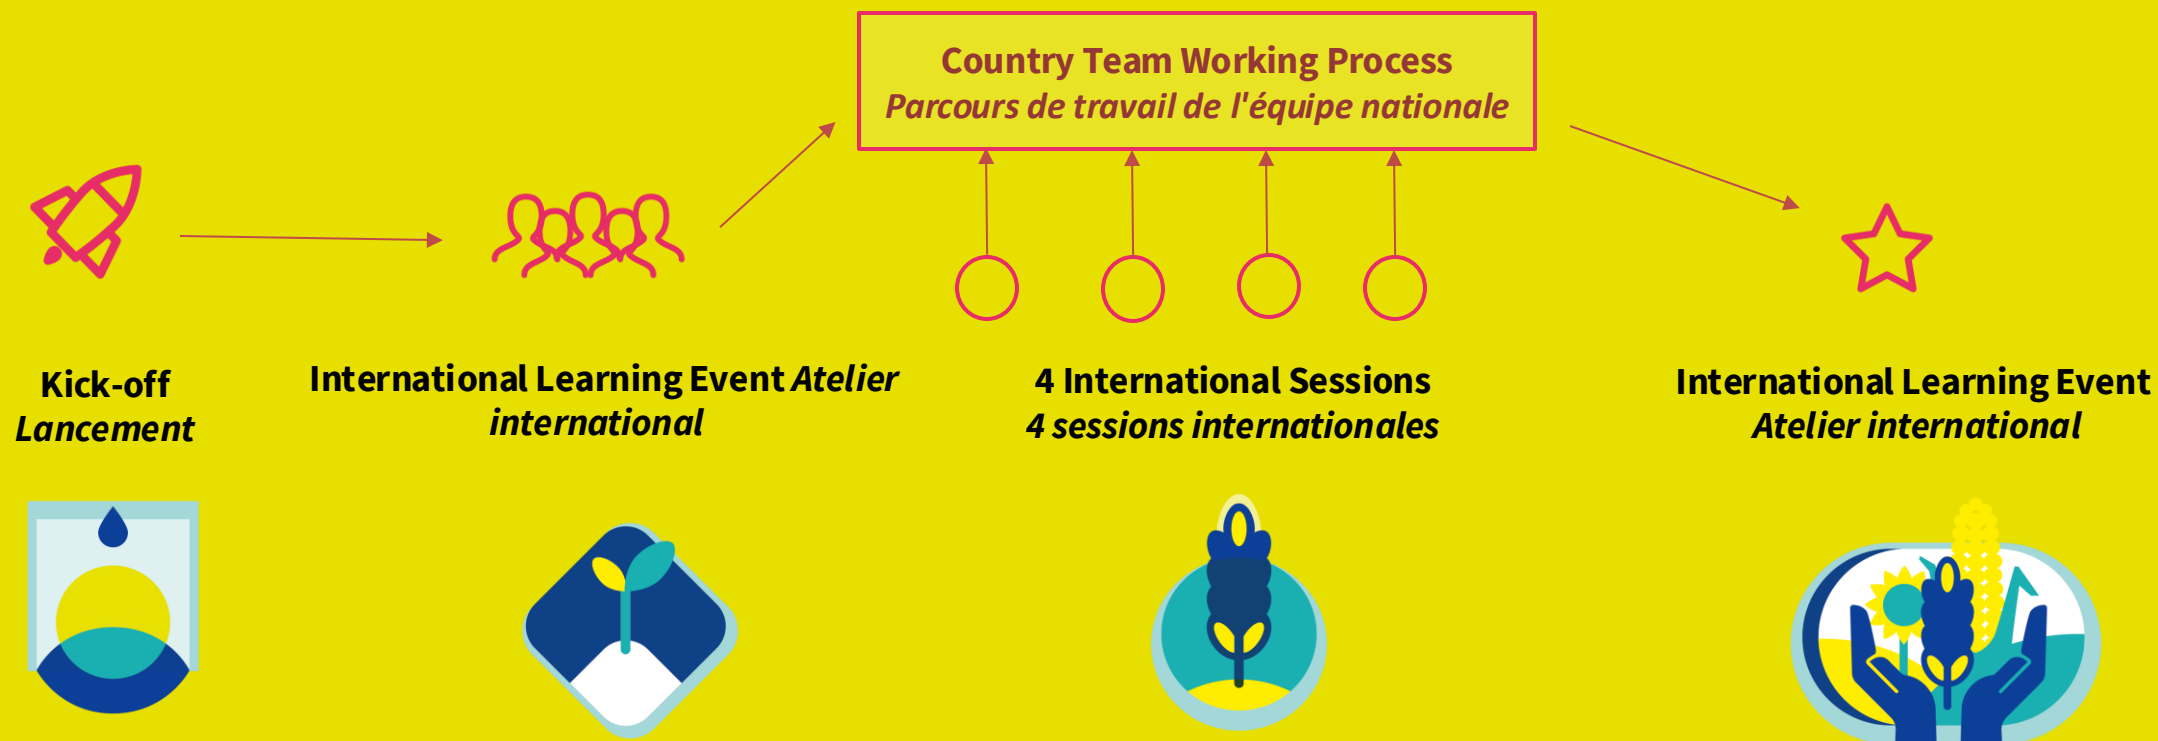 Country Team Working Process
Parcours de travail de l'équipe nationale
Kick-off
Lancement
International Learning Event Atelier
international
4 International Sessions
4 sessions internationales
International Learning Event
Atelier international